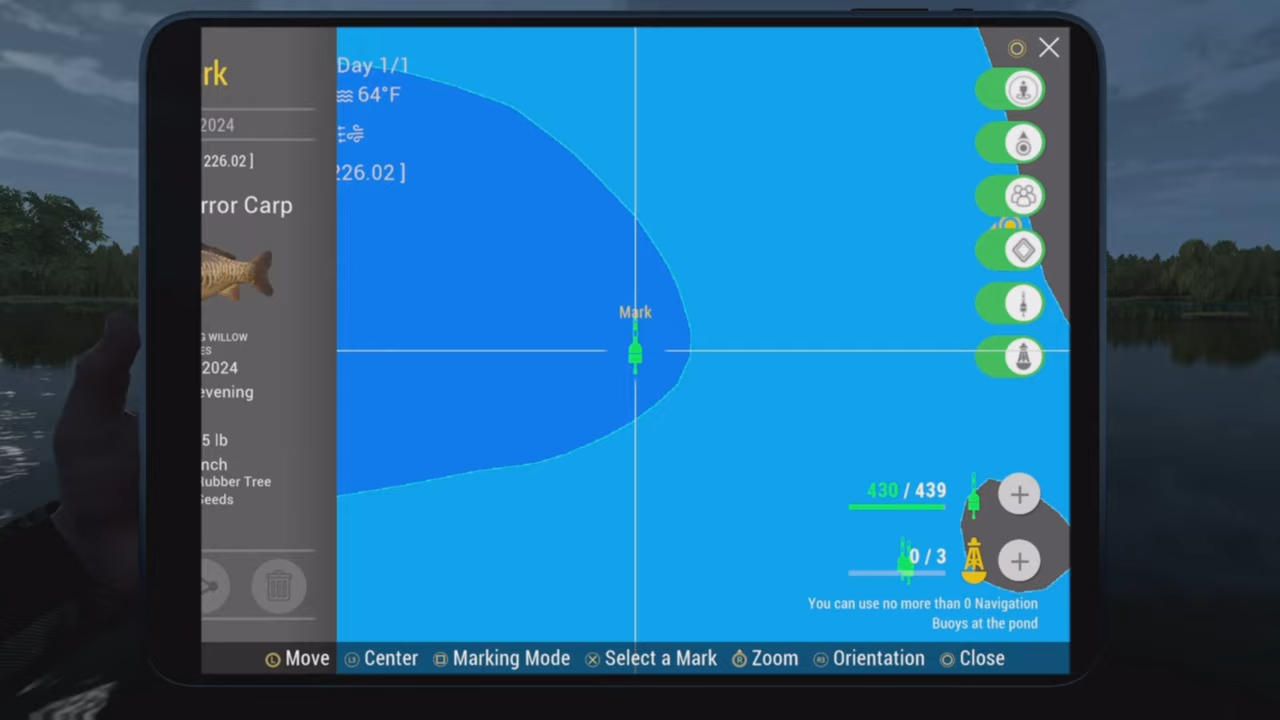 rk
2024
226.02 ]
rror Carp
G WILLOW
ES
2024
evening
5 lb
nch
Rubber Tree
Seeds
Day 1/1
64°F
226.02 ]
Mark
430 / 439
0 / 3
You can use no more than 0 Navigation
Buoys at the pond
L Move
L3 Center
Marking Mode
Select a Mark
R Zoom
R3 Orientation
Close